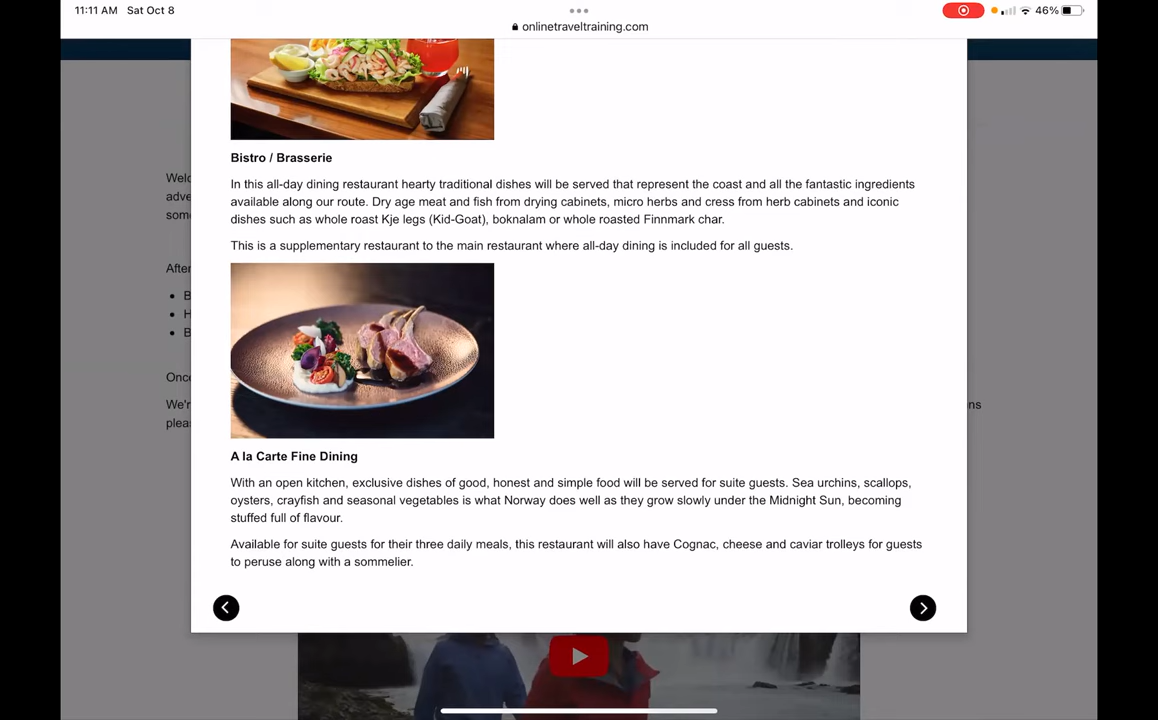 11:11 AM Sat Oct 8
46%
onlinetraveltraining.com
Bistro / Brasserie
In this all-day dining restaurant hearty traditional dishes will be served that represent the coast and all the fantastic ingredients
available along our route. Dry age meat and fish from drying cabinets, micro herbs and cress from herb cabinets and iconic
dishes such as whole roast Kje legs (Kid-Goat), boknalam or whole roasted Finnmark char.
This is a supplementary restaurant to the main restaurant where all-day dining is included for all guests.
A la Carte Fine Dining
With an open kitchen, exclusive dishes of good, honest and simple food will be served for suite guests. Sea urchins, scallops,
oysters, crayfish and seasonal vegetables is what Norway does well as they grow slowly under the Midnight Sun, becoming
stuffed full of flavour.
Available for suite guests for their three daily meals, this restaurant will also have Cognac, cheese and caviar trolleys for guests
to peruse along with a sommelier.
Welc
adve
som
After
B
H
B
Once
We'r
ns
plea